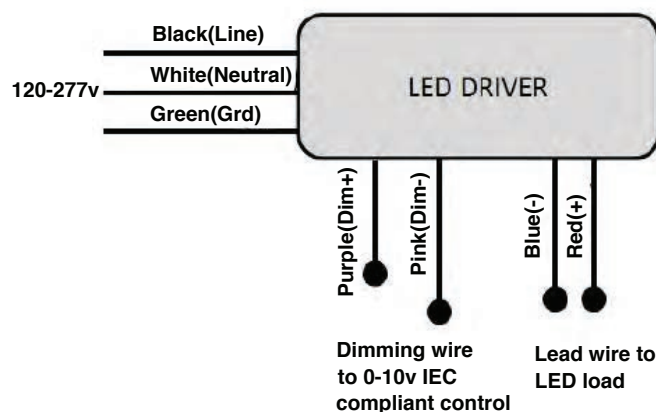 Black(Line)
White(Neutral)
120-277v
Green(Grd)
LED DRIVER
Purple(Dim+)
Pink(Dim-)
Blue(-)
Red(+)
Dimming wire
to 0-10v IEC
compliant control
Lead wire to
LED load